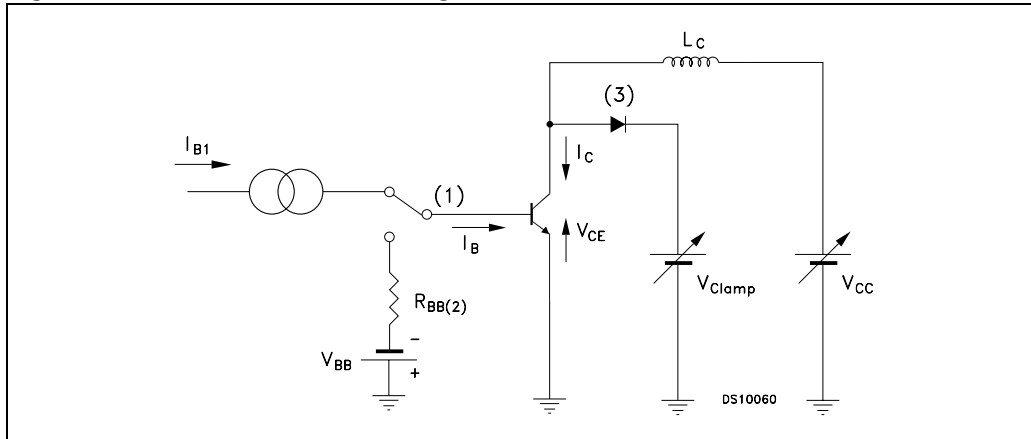 L_C
(3)
I_B1
I_C
(1)
I_B
V_CE
R_BB(2)
V_Clamp
V_CC
V_BB
-
+
DS10060